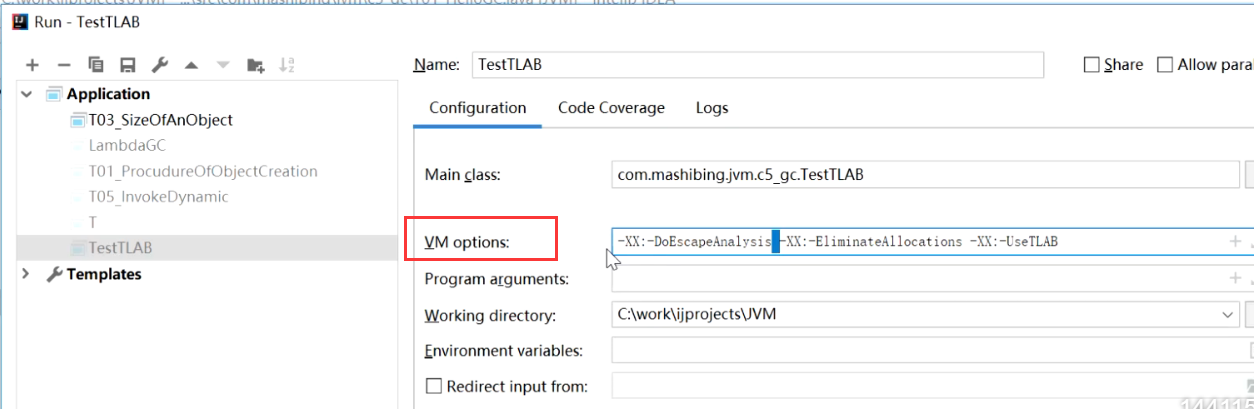 Run - TestTLAB
Name: TestTLAB
Share
Allow paral
Application
T03_SizeOfAnObject
LambdaGC
T01_ProcudureOfObjectCreation
T05_InvokeDynamic
T
TestTLAB
Templates
Configuration Code Coverage Logs
Main class: com.mashibing.jvm.c5_gc.TestTLAB
VM options: -XX:-DoEscapeAnalysis -XX:-EliminateAllocations -XX:-UseTLAB
Program arguments:
Working directory: C:\work\ijprojects\JVM
Environment variables:
Redirect input from: